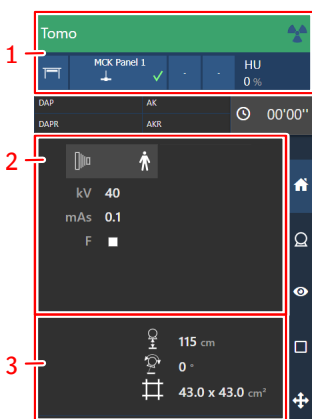 Tomo
1
MCK Panel 1
- -
HU
0 %
DAP AK
DAPR AKR
00'00''
2
kV 40
mAs 0.1
F
3
115 cm
0 °
43.0 x 43.0 cm²